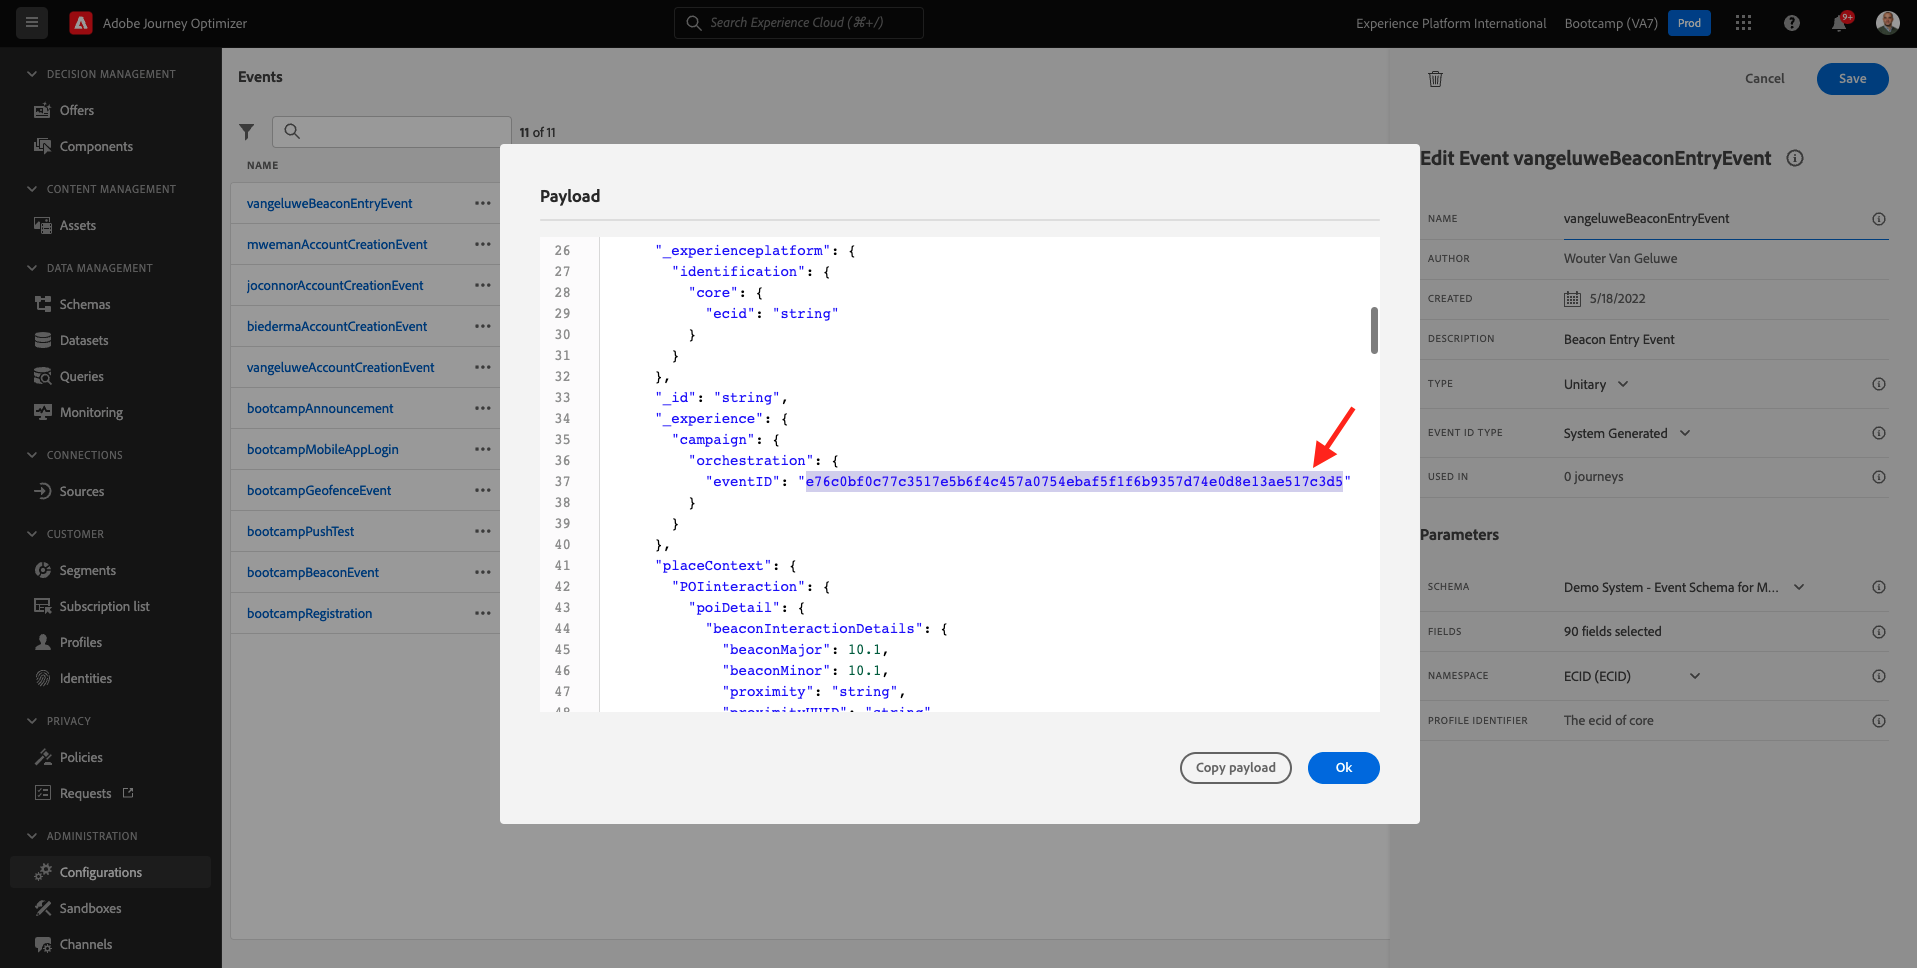 Adobe Journey Optimizer
Search Experience Cloud (⌘+/)
Experience Platform International
Bootcamp (VA7)
Prod
9+
DECISION MANAGEMENT
Offers
Components
CONTENT MANAGEMENT
Assets
DATA MANAGEMENT
Schemas
Datasets
Queries
Monitoring
CONNECTIONS
Sources
CUSTOMER
Segments
Subscription list
Profiles
Identities
PRIVACY
Policies
Requests
ADMINISTRATION
Configurations
Sandboxes
Channels
Events
11 of 11
NAME
vangeluweBeaconEntryEvent
mwemanAccountCreationEvent
joconnorAccountCreationEvent
biedermaAccountCreationEvent
vangeluweAccountCreationEvent
bootcampAnnouncement
bootcampMobileAppLogin
bootcampGeofenceEvent
bootcampPushTest
bootcampBeaconEvent
bootcampRegistration
Payload
26 "_experienceplatform": {
27 "identification": {
28 "core": {
29 "ecid": "string"
30 }
31 }
32 },
33 "_id": "string",
34 "_experience": {
35 "campaign": {
36 "orchestration": {
37 "eventID": "e76c0bf0c77c3517e5b6f4c457a0754ebaf5f1f6b9357d74e0d8e13ae517c3d5"
38 }
39 }
40 },
41 "placeContext": {
42 "POIinteraction": {
43 "poiDetail": {
44 "beaconInteractionDetails": {
45 "beaconMajor": 10.1,
46 "beaconMinor": 10.1,
47 "proximity": "string",
48 "proximityUUID": "string"
Copy payload
Ok
Cancel
Save
Edit Event vangeluweBeaconEntryEvent
NAME vangeluweBeaconEntryEvent
AUTHOR Wouter Van Geluwe
CREATED 5/18/2022
DESCRIPTION Beacon Entry Event
TYPE Unitary
EVENT ID TYPE System Generated
USED IN 0 journeys
Parameters
SCHEMA Demo System - Event Schema for M...
FIELDS 90 fields selected
NAMESPACE ECID (ECID)
PROFILE IDENTIFIER The ecid of core